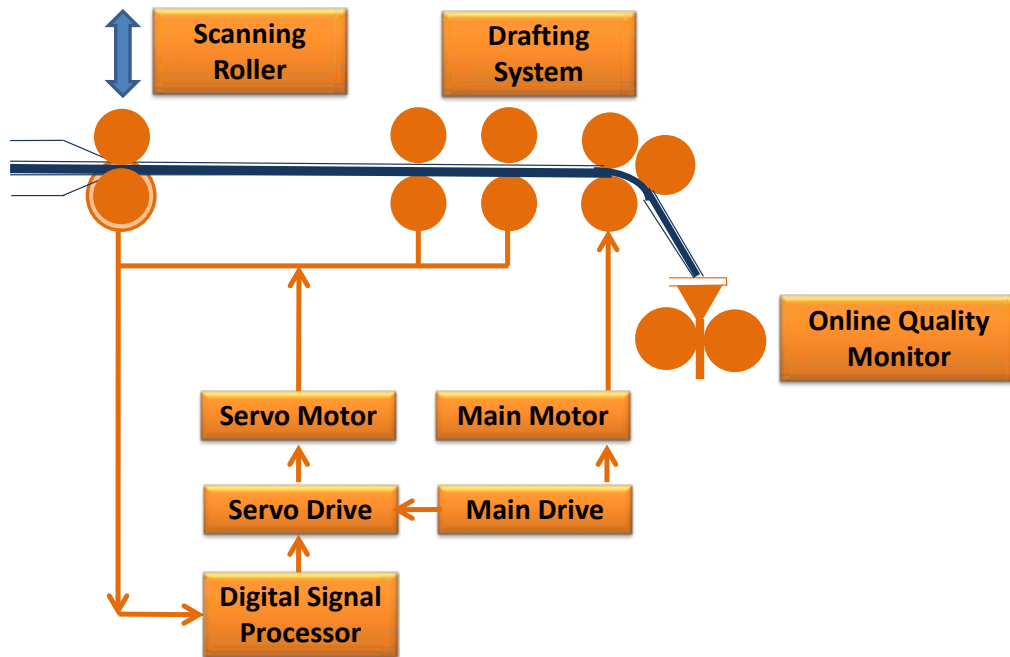 Scanning
Roller
Drafting
System
Online Quality
Monitor
Servo Motor
Main Motor
Servo Drive
Main Drive
Digital Signal
Processor